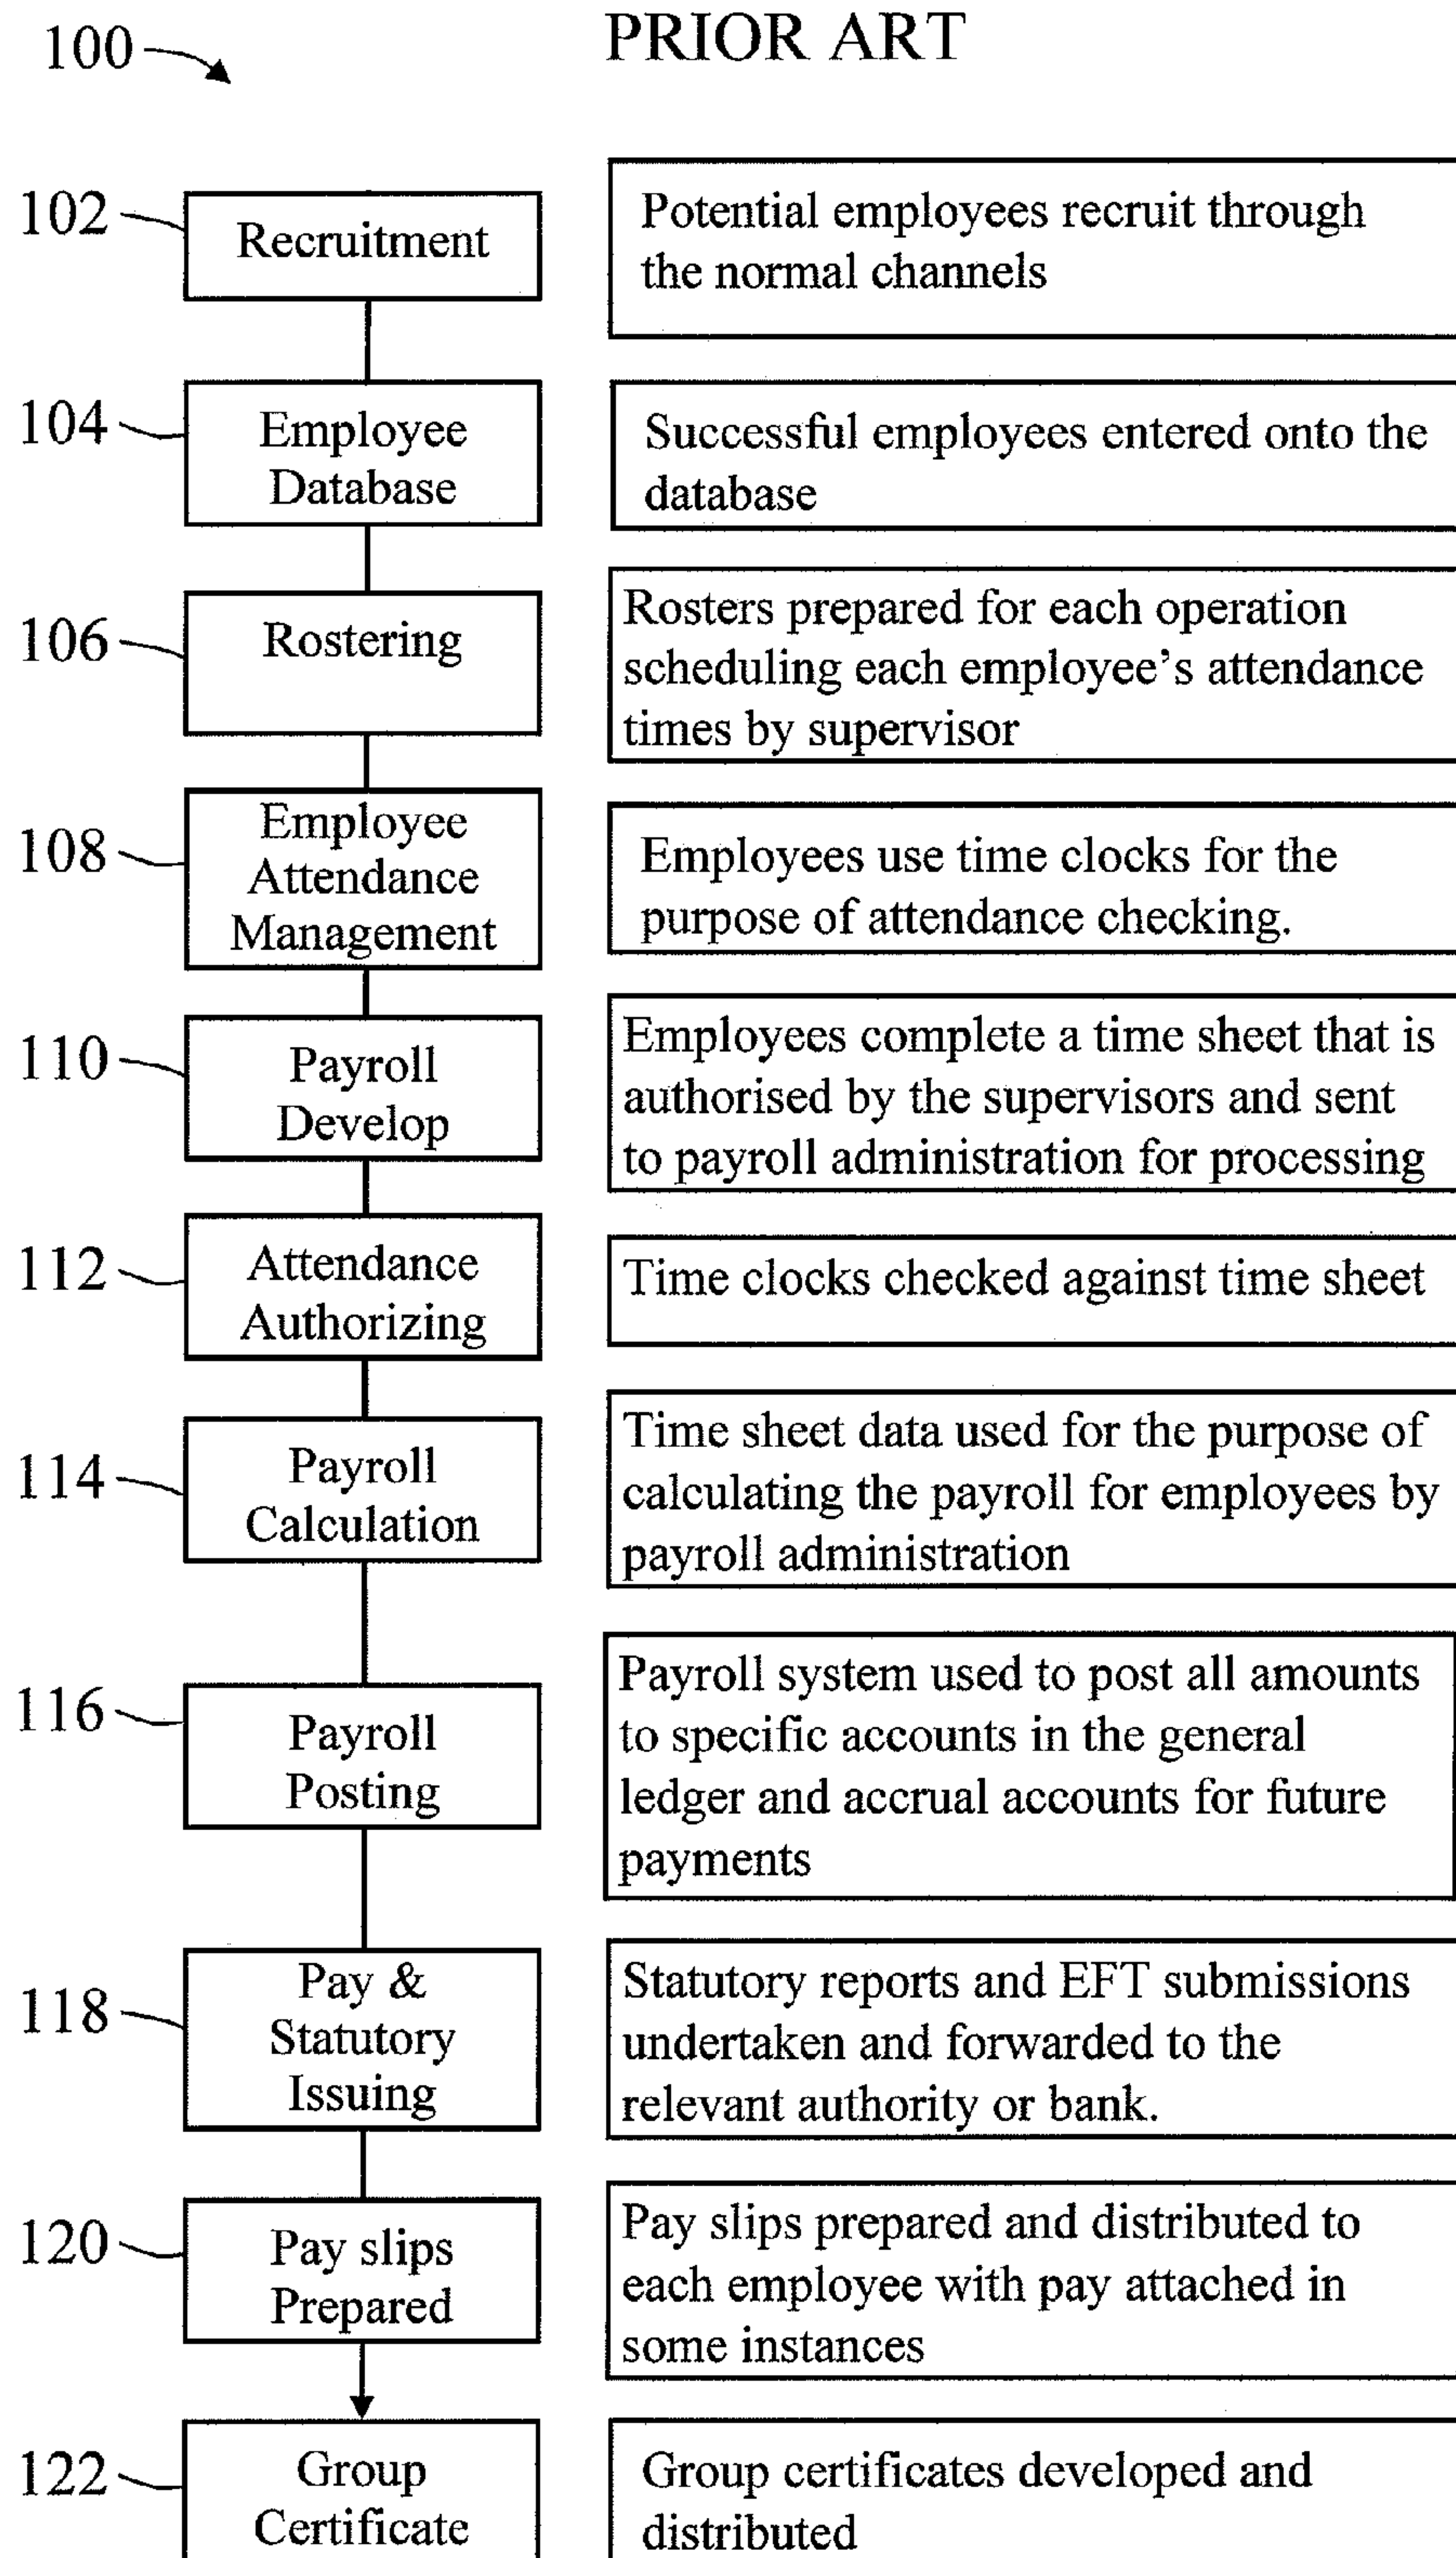 100
PRIOR ART
102
Recruitment
Potential employees recruit through
the normal channels
104
Employee
Database
Successful employees entered onto the
database
106
Rostering
Rosters prepared for each operation
scheduling each employee's attendance
times by supervisor
108
Employee
Attendance
Management
Employees use time clocks for the
purpose of attendance checking.
110
Payroll
Develop
Employees complete a time sheet that is
authorised by the supervisors and sent
to payroll administration for processing
112
Attendance
Authorizing
Time clocks checked against time sheet
114
Payroll
Calculation
Time sheet data used for the purpose of
calculating the payroll for employees by
payroll administration
116
Payroll
Posting
Payroll system used to post all amounts
to specific accounts in the general
ledger and accrual accounts for future
payments
118
Pay &
Statutory
Issuing
Statutory reports and EFT submissions
undertaken and forwarded to the
relevant authority or bank.
120
Pay slips
Prepared
Pay slips prepared and distributed to
each employee with pay attached in
some instances
122
Group
Certificate
Group certificates developed and
distributed